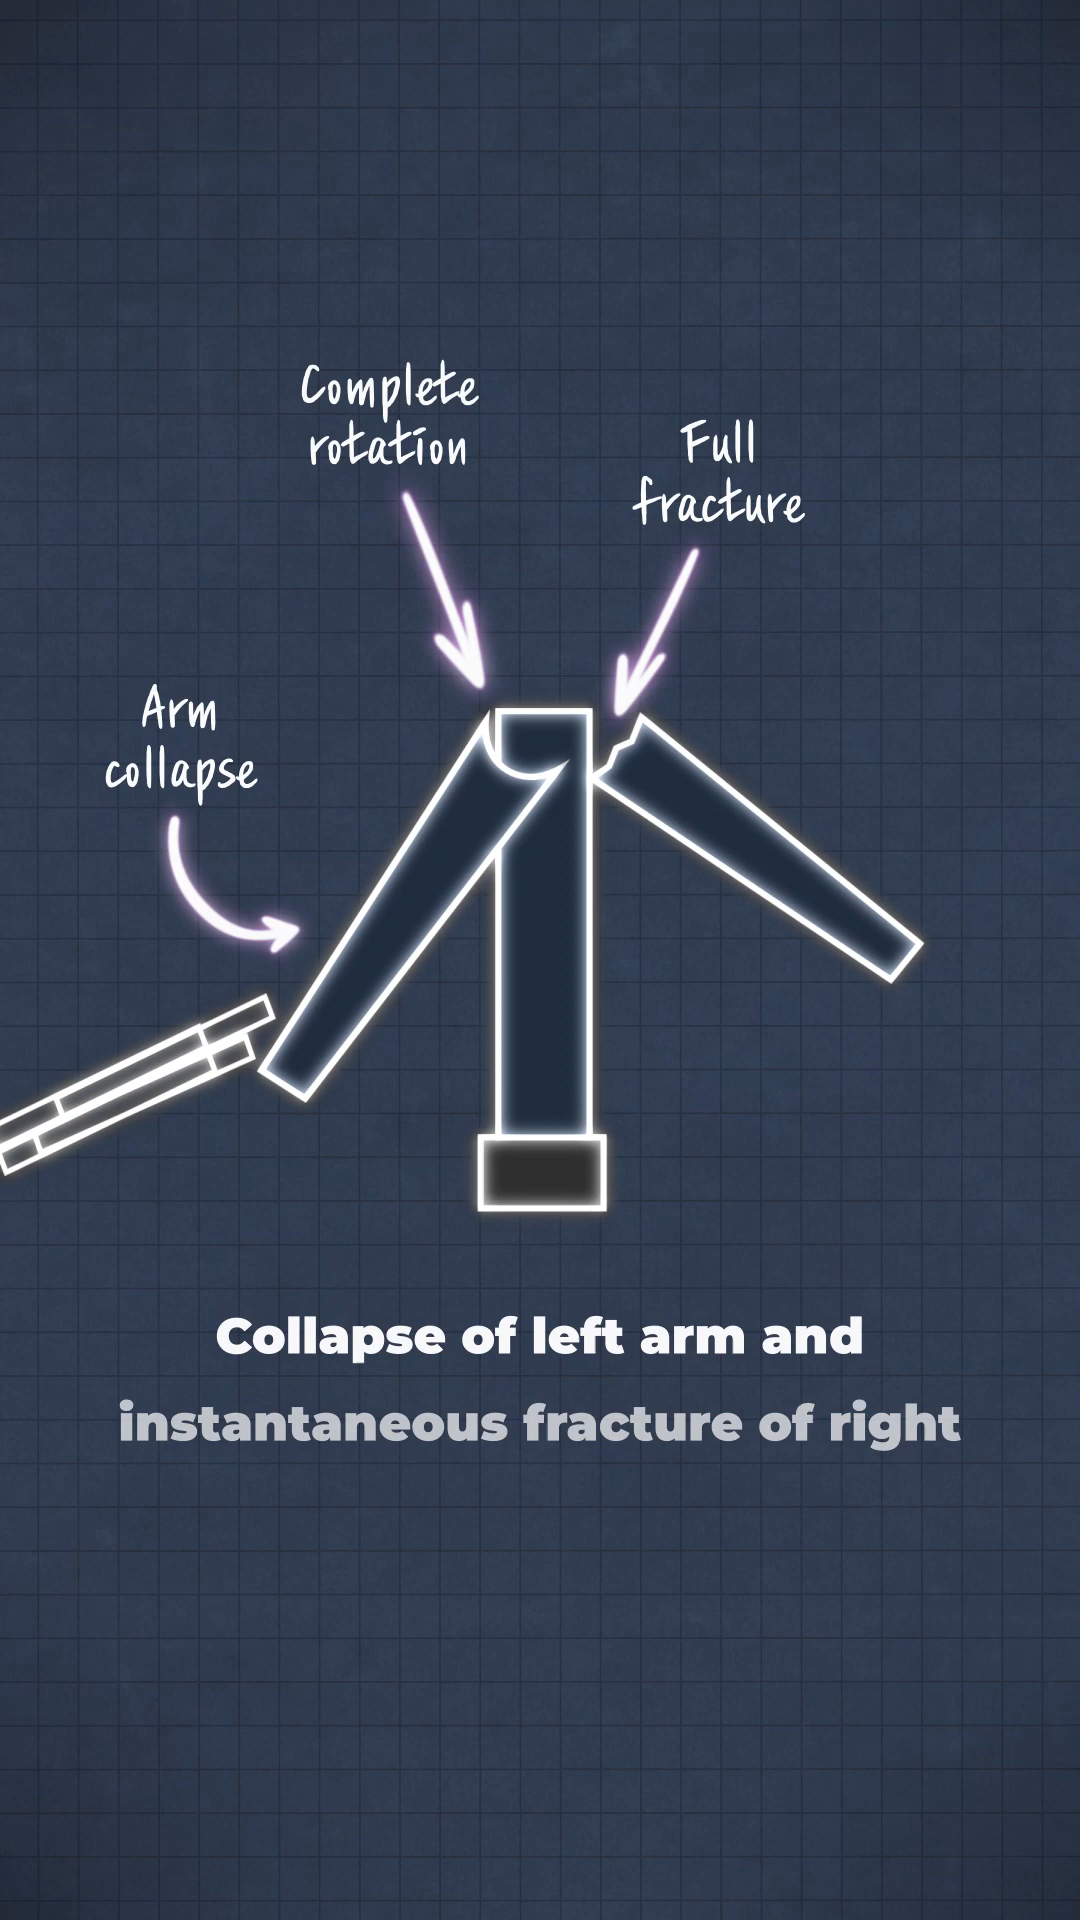 Complete
rotation
Full
fracture
Arm
collapse
Collapse of left arm and
instantaneous fracture of right